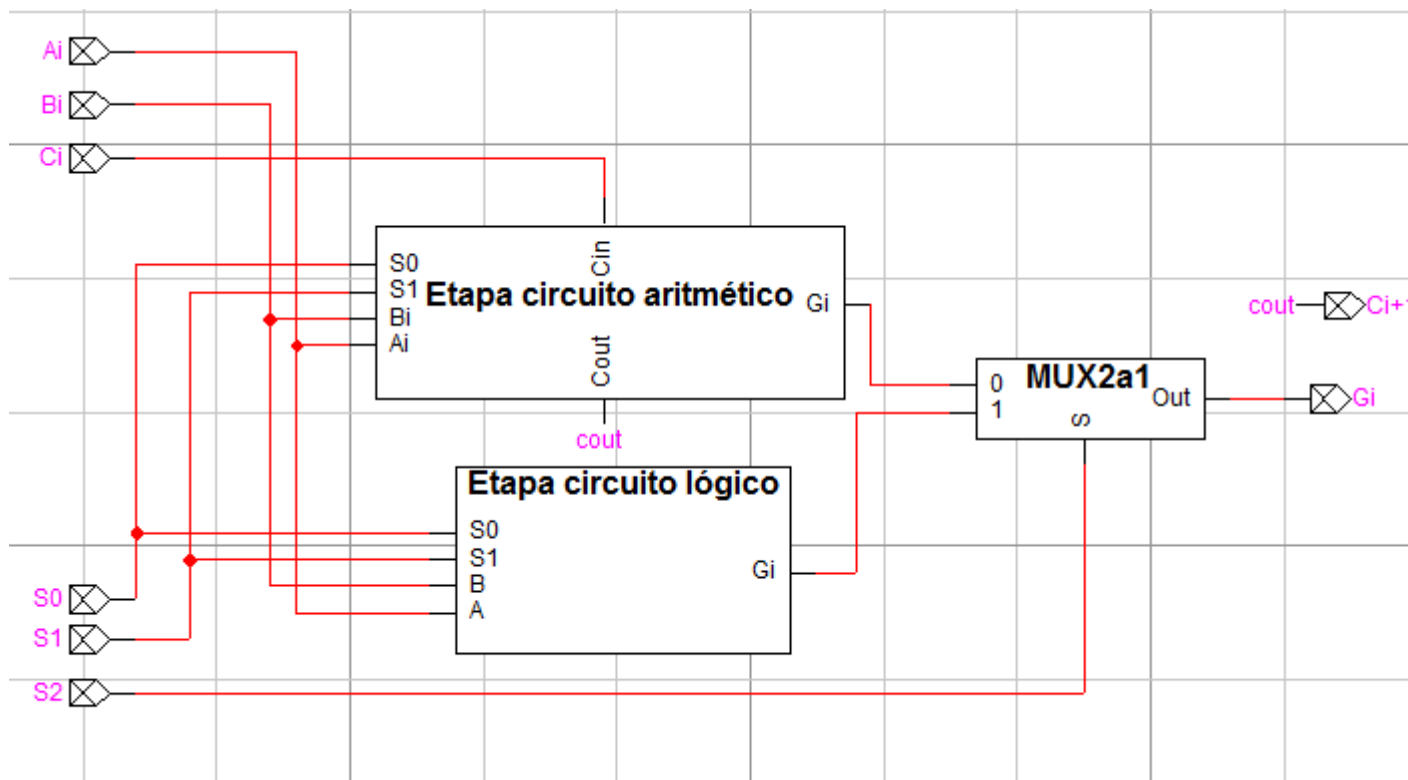 Ai
Bi
Ci
Cin
S0
S1
Bi
Ai
Etapa circuito aritmético
Gi
Cout
cout
cout
Ci+1
MUX2a1
0
1
S
Out
Gi
Etapa circuito lógico
S0
S1
B
A
Gi
S0
S1
S2